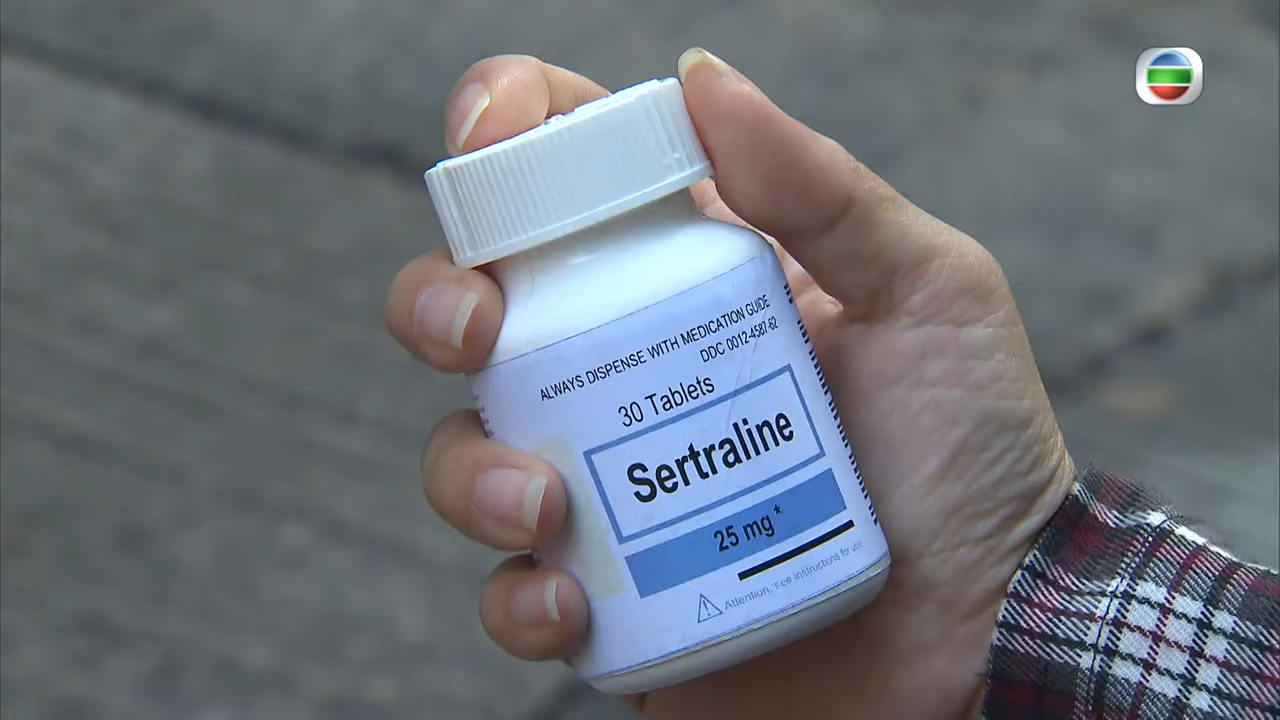 ALWAYS DISPENSE WITH MEDICATION GUIDE
DDC 0012-4587-62
30 Tablets
Sertraline
25 mg*
Attention, see instructions for use.